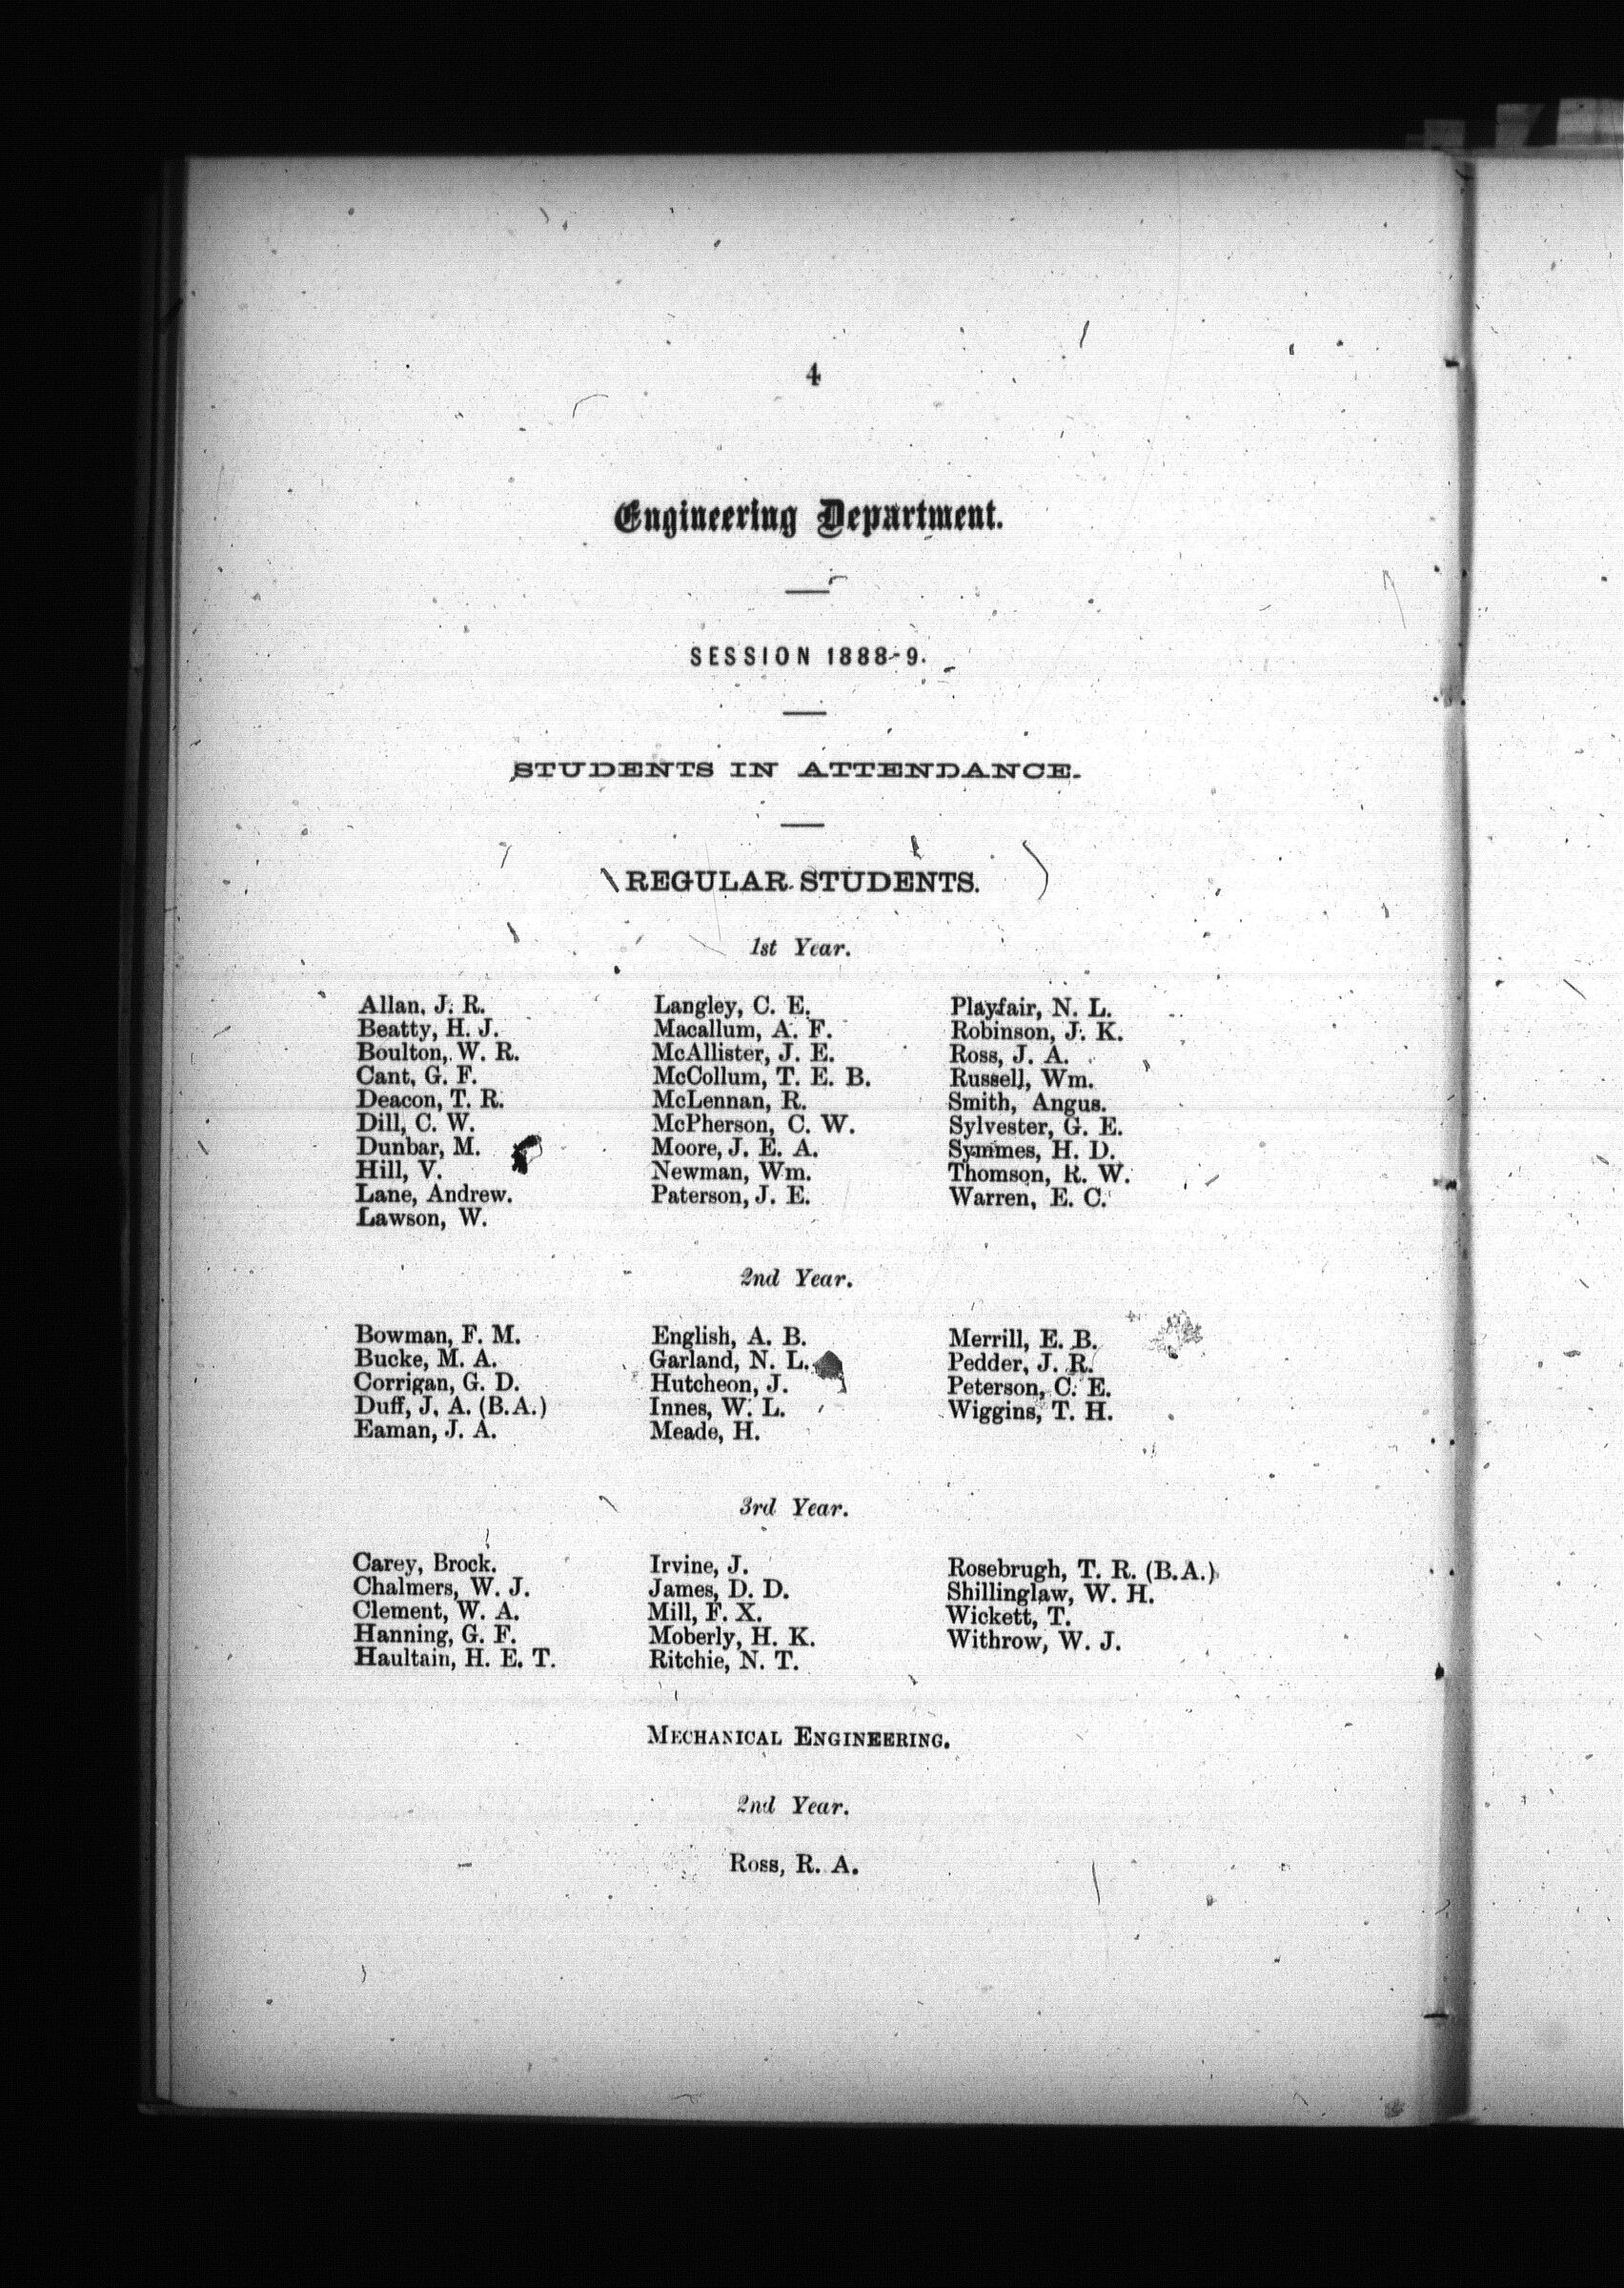 4
Engineering Department.
SESSION 1888-9.
STUDENTS IN ATTENDANCE.
REGULAR STUDENTS.
1st Year.
Allan, J. R.
Beatty, H. J.
Boulton, W. R.
Cant, G. F.
Deacon, T. R.
Dill, C. W.
Dunbar, M.
Hill, V.
Lane, Andrew.
Lawson, W.
Langley, C. E.
Macallum, A. F.
McAllister, J. E.
McCollum, T. E. B.
McLennan, R.
McPherson, C. W.
Moore, J. E. A.
Newman, Wm.
Paterson, J. E.
Playfair, N. L.
Robinson, J. K.
Ross, J. A.
Russell, Wm.
Smith, Angus.
Sylvester, G. E.
Symmes, H. D.
Thomson, R. W.
Warren, E. C.
2nd Year.
Bowman, F. M.
Bucke, M. A.
Corrigan, G. D.
Duff, J. A. (B.A.)
Eaman, J. A.
English, A. B.
Garland, N. L.
Hutcheon, J.
Innes, W. L.
Meade, H.
Merrill, E. B.
Pedder, J. R.
Peterson, C. E.
Wiggins, T. H.
3rd Year.
Carey, Brock.
Chalmers, W. J.
Clement, W. A.
Hanning, G. F.
Haultain, H. E. T.
Irvine, J.
James, D. D.
Mill, F. X.
Moberly, H. K.
Ritchie, N. T.
Rosebrugh, T. R. (B.A.)
Shillinglaw, W. H.
Wickett, T.
Withrow, W. J.
MECHANICAL ENGINEERING.
2nd Year.
Ross, R. A.